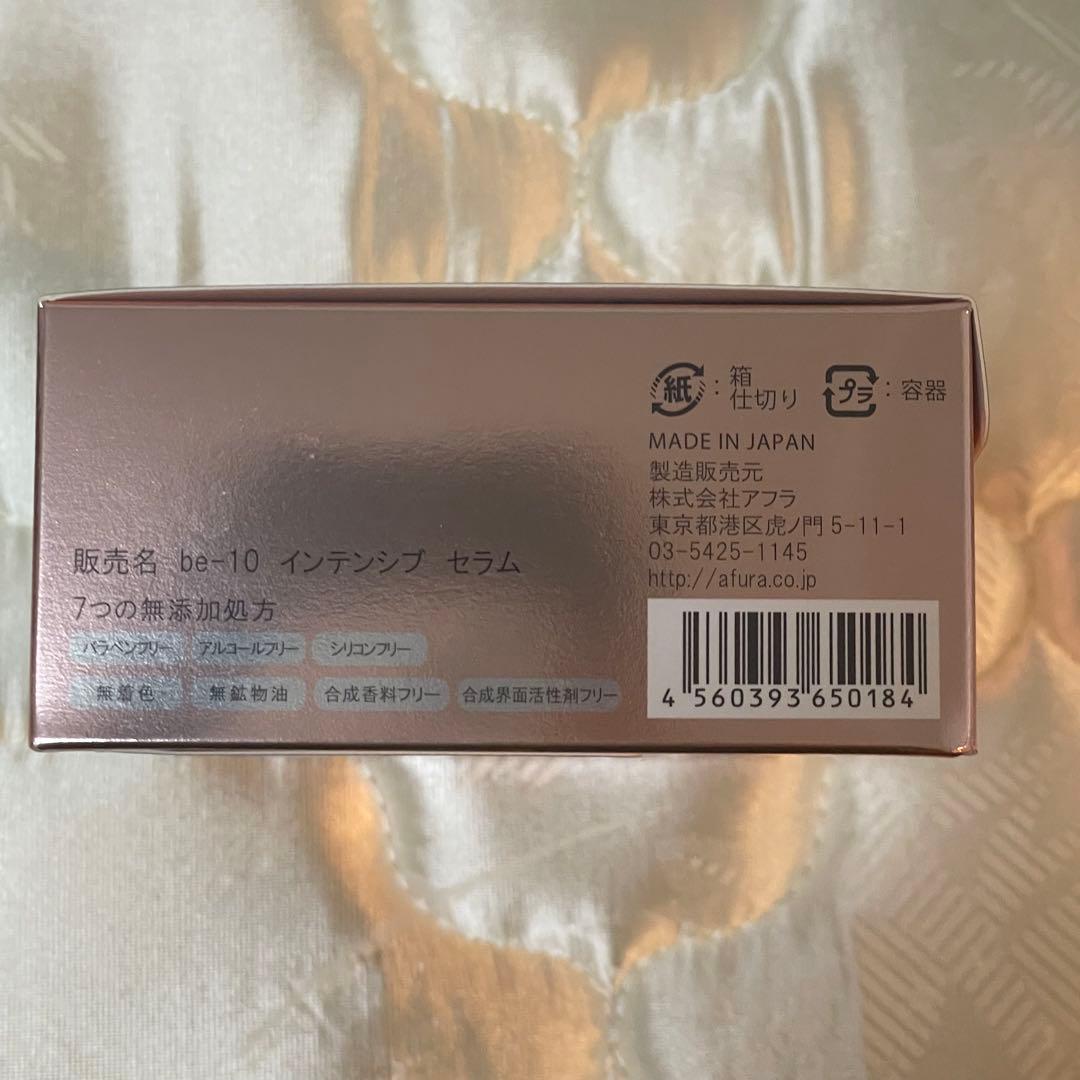 紙 : 箱
仕切り
プラ : 容器
MADE IN JAPAN
製造販売元
株式会社アフラ
東京都港区虎ノ門5-11-1
03-5425-1145
http://afura.co.jp
販売名 be-10 インテンシブ セラム
7つの無添加処方
パラベンフリー アルコールフリー シリコンフリー
無着色 無鉱物油 合成香料フリー 合成界面活性剤フリー
4 560393 650184